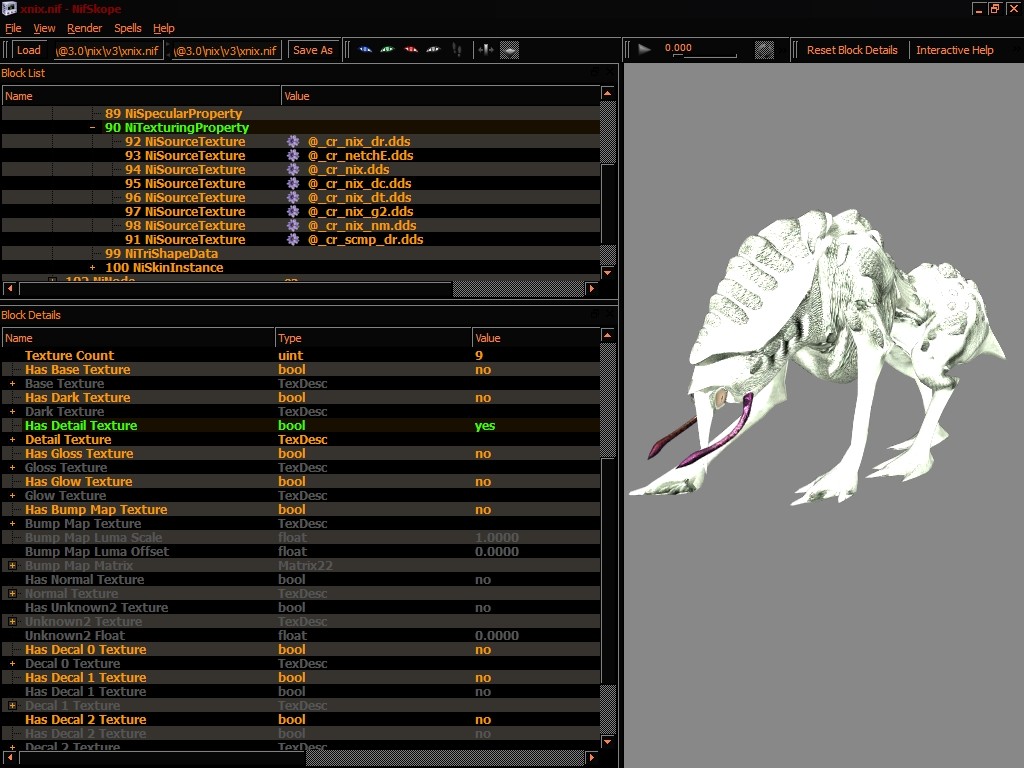 xnix.nif - NifSkope
File View Render Spells Help
Load \@3.0\nix\v3\xnix.nif \@3.0\nix\v3\xnix.nif Save As 0.000 Reset Block Details Interactive Help
Block List
Name Value
89 NiSpecularProperty
90 NiTexturingProperty
92 NiSourceTexture @_cr_nix_dr.dds
93 NiSourceTexture @_cr_netchE.dds
94 NiSourceTexture @_cr_nix.dds
95 NiSourceTexture @_cr_nix_dc.dds
96 NiSourceTexture @_cr_nix_dt.dds
97 NiSourceTexture @_cr_nix_g2.dds
98 NiSourceTexture @_cr_nix_nm.dds
91 NiSourceTexture @_cr_scmp_dr.dds
99 NiTriShapeData
100 NiSkinInstance
102 NiNode
Block Details
Name Type Value
Texture Count uint 9
Has Base Texture bool no
Base Texture TexDesc
Has Dark Texture bool no
Dark Texture TexDesc
Has Detail Texture bool yes
Detail Texture TexDesc
Has Gloss Texture bool no
Gloss Texture TexDesc
Has Glow Texture bool no
Glow Texture TexDesc
Has Bump Map Texture bool no
Bump Map Texture TexDesc
Bump Map Luma Scale float 1.0000
Bump Map Luma Offset float 0.0000
Bump Map Matrix Matrix22
Has Normal Texture bool no
Normal Texture TexDesc
Has Unknown2 Texture bool no
Unknown2 Texture TexDesc
Unknown2 Float float 0.0000
Has Decal 0 Texture bool no
Decal 0 Texture TexDesc
Has Decal 1 Texture bool no
Has Decal 1 Texture bool no
Decal 1 Texture TexDesc
Has Decal 2 Texture bool no
Has Decal 2 Texture bool no
Decal 2 Texture TexDesc